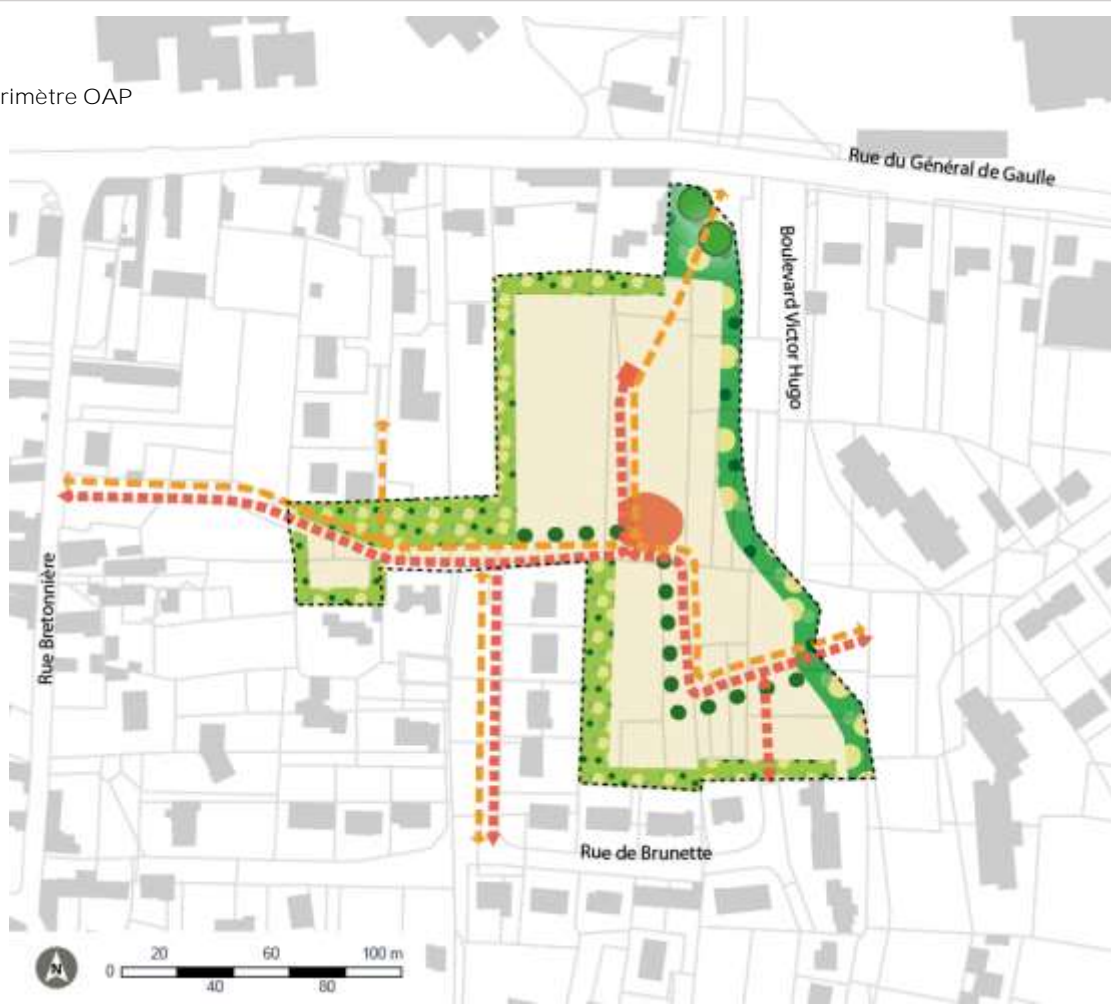 rimètre OAP
Rue du Général de Gaulle
Boulevard Victor Hugo
Rue Bretonnière
Rue de Brunette
N
0 20 60 100 m
40 80